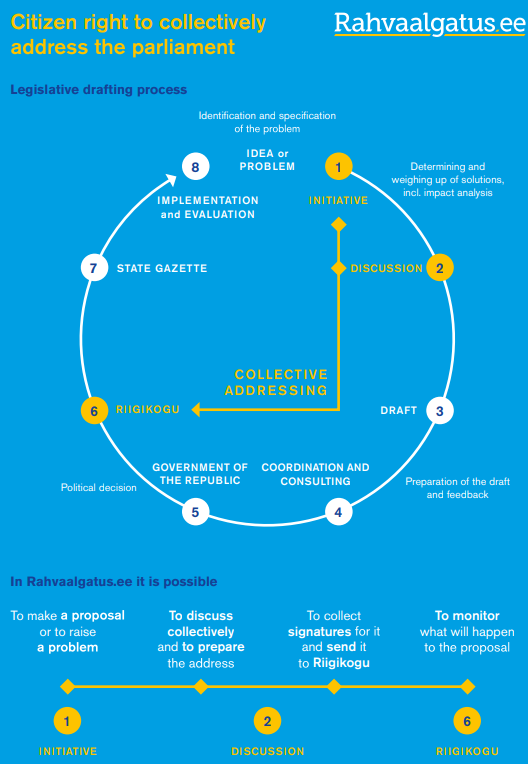 Citizen right to collectively
address the parliament
Rahvaalgatus.ee
Legislative drafting process
Identification and specification
of the problem
IDEA or
PROBLEM
8
IMPLEMENTATION
and EVALUATION
1
INITIATIVE
Determining and
weighing up of solutions,
incl. impact analysis
7
STATE GAZETTE
DISCUSSION
2
COLLECTIVE
ADDRESSING
6
RIIGIKOGU
DRAFT
3
Political decision
GOVERNMENT OF
THE REPUBLIC
5
COORDINATION AND
CONSULTING
4
Preparation of the draft
and feedback
In Rahvaalgatus.ee it is possible
To make a proposal
or to raise
a problem
To discuss
collectively
and to prepare
the address
To collect
signatures for it
and send it
to Riigikogu
To monitor
what will happen
to the proposal
1
INITIATIVE
2
DISCUSSION
6
RIIGIKOGU